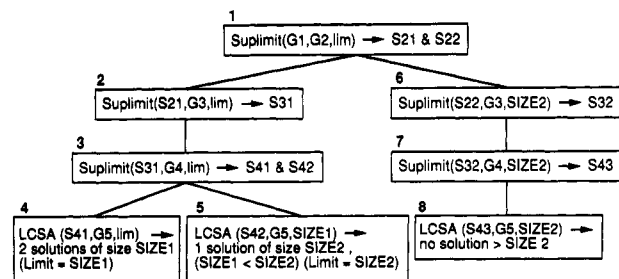 1
Suplimit(G1,G2,lim) → S21 & S22
2
Suplimit(S21,G3,lim) → S31
6
Suplimit(S22,G3,SIZE2) → S32
3
Suplimit(S31,G4,lim) → S41 & S42
7
Suplimit(S32,G4,SIZE2) → S43
4
LCSA (S41,G5,lim) →
2 solutions of size SIZE1
(Limit = SIZE1)
5
LCSA (S42,G5,SIZE1) →
1 solution of size SIZE2 ,
(SIZE1 < SIZE2) (Limit = SIZE2)
8
LCSA (S43,G5,SIZE2) →
no solution > SIZE 2